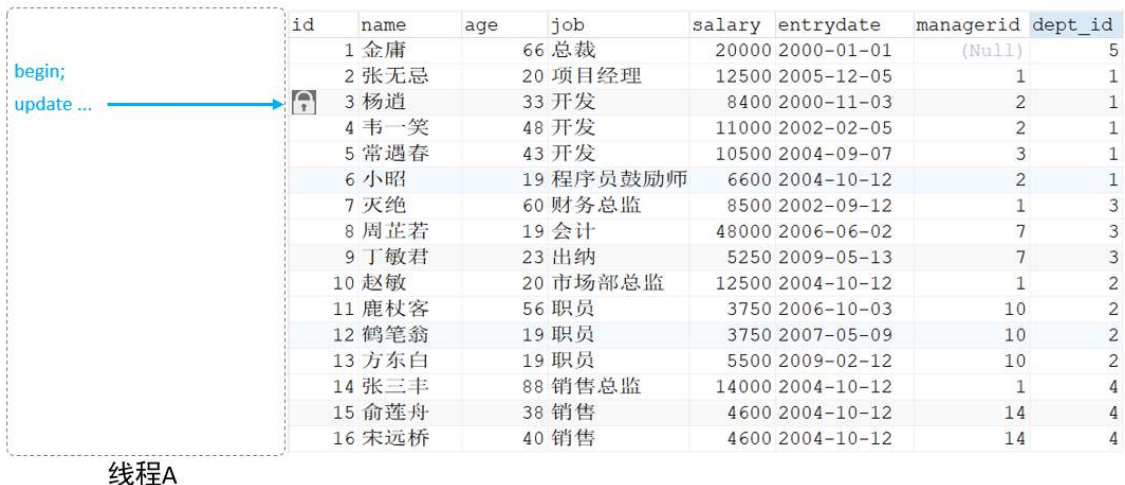 id name age job salary entrydate managerid dept_id
1 金庸 66 总裁 20000 2000-01-01 (Null) 5
begin;
2 张无忌 20 项目经理 12500 2005-12-05 1 1
update ...
3 杨逍 33 开发 8400 2000-11-03 2 1
4 韦一笑 48 开发 11000 2002-02-05 2 1
5 常遇春 43 开发 10500 2004-09-07 3 1
6 小昭 19 程序员鼓励师 6600 2004-10-12 2 1
7 灭绝 60 财务总监 8500 2002-09-12 1 3
8 周芷若 19 会计 48000 2006-06-02 7 3
9 丁敏君 23 出纳 5250 2009-05-13 7 3
10 赵敏 20 市场部总监 12500 2004-10-12 1 2
11 鹿杖客 56 职员 3750 2006-10-03 10 2
12 鹤笔翁 19 职员 3750 2007-05-09 10 2
13 方东白 19 职员 5500 2009-02-12 10 2
14 张三丰 88 销售总监 14000 2004-10-12 1 4
15 俞莲舟 38 销售 4600 2004-10-12 14 4
16 宋远桥 40 销售 4600 2004-10-12 14 4
线程A